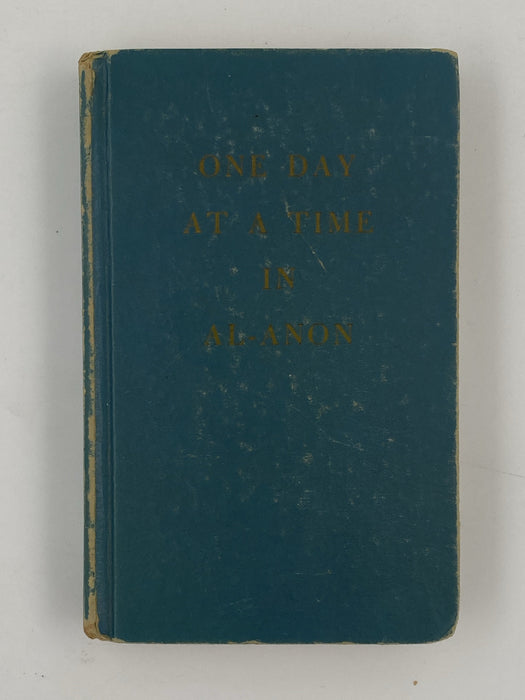 ONE DAY
AT A TIME
IN
AL-ANON